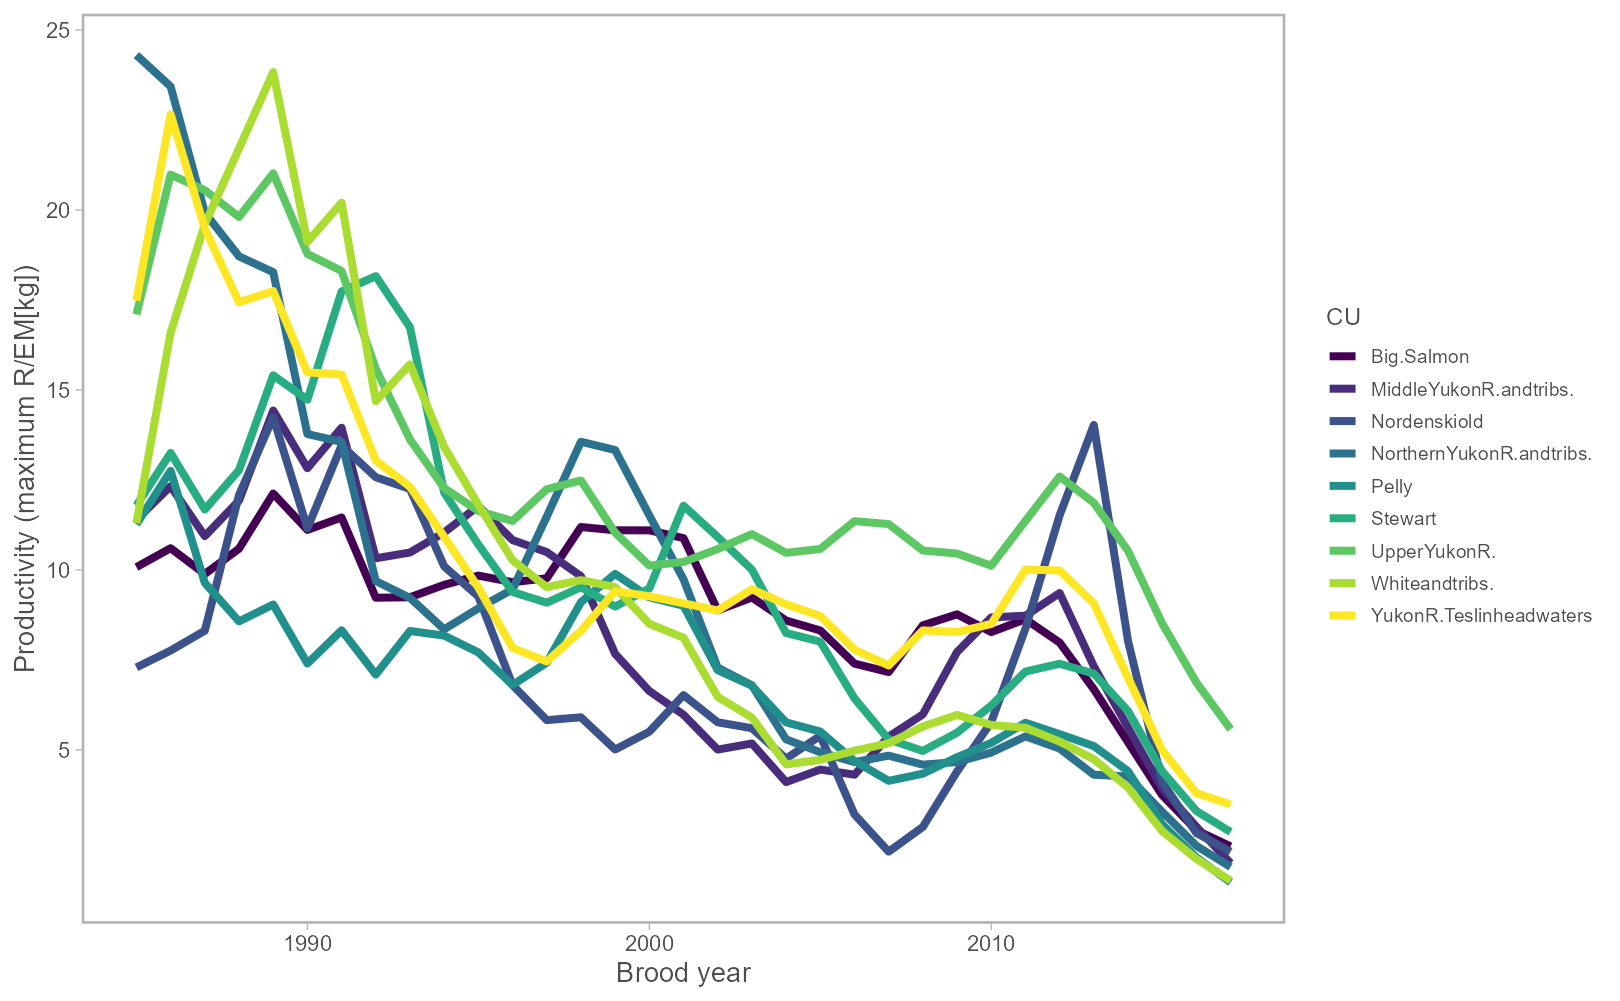 Productivity (maximum R/EM[kg])
25
20
15
10
5
1990
2000
2010
Brood year
CU
Big.Salmon
MiddleYukonR.andtribs.
Nordenskiold
NorthernYukonR.andtribs.
Pelly
Stewart
UpperYukonR.
Whiteandtribs.
YukonR.Teslinheadwaters